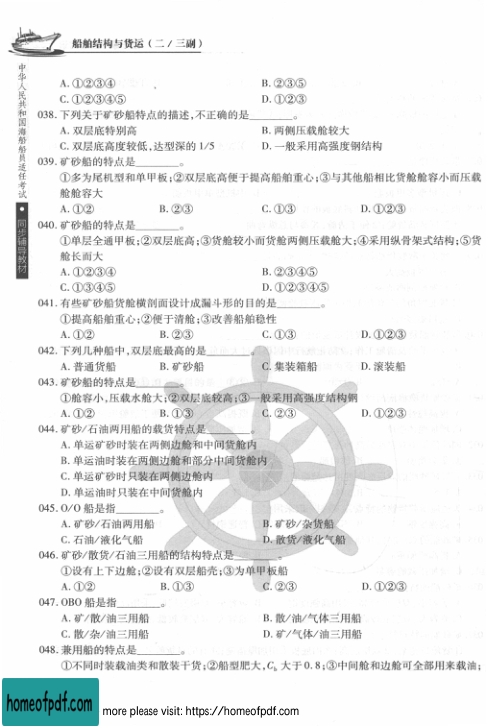 船舶结构与货运(二/三副)
中华人民共和国海船船员适任考试
同步辅导教材
A. ①②③④ B. ②③⑤
C. ①②③④⑤ D. ①②③
038. 下列关于矿砂船特点的描述,不正确的是________。
A. 双层底特别高 B. 两侧压载舱较大
C. 双层底高度较低,达型深的 1/5 D. 一般采用高强度钢结构
039. 矿砂船的特点是________。
①多为尾机型和单甲板;②双层底高便于提高船舶重心;③与其他船相比货舱舱容小而压载
舱舱容大
A. ①② B. ②③ C. ①③ D. ①②③
040. 矿砂船的特点是________。
①单层全通甲板;②双层底高;③货舱较小而货舱两侧压载舱大;④采用纵骨架式结构;⑤货
舱长而大
A. ①②③④ B. ②③④⑤
C. ①③④⑤ D. ①②③④⑤
041. 有些矿砂船货舱横剖面设计成漏斗形的目的是________。
①提高船舶重心;②便于清舱;③改善船舶稳性
A. ①② B. ②③ C. ①③ D. ①②③
042. 下列几种船中,双层底最高的是________。
A. 普通货船 B. 矿砂船 C. 集装箱船 D. 滚装船
043. 矿砂船的特点是________。
①舱容小,压载水舱大;②双层底较高;③一般采用高强度结构钢
A. ①② B. ①③ C. ②③ D. ①②③
044. 矿砂/石油两用船的载货特点是________。
A. 单运矿砂时装在两侧边舱和中间货舱内
B. 单运油时装在两侧边舱和部分中间货舱内
C. 单运矿砂时只装在两侧边舱内
D. 单运油时只装在中间货舱内
045. O/O 船是指________。
A. 矿砂/石油两用船 B. 矿砂/杂货船
C. 石油/液化气船 D. 散货/液化气船
046. 矿砂/散货/石油三用船的结构特点是________。
①设有上下边舱;②设有双层船壳;③为单甲板船
A. ①② B. ①③ C. ②③ D. ①②③
047. OBO 船是指________。
A. 矿/散/油三用船 B. 散/油/气体三用船
C. 散/杂/油三用船 D. 矿/气体/油三用船
048. 兼用船的特点是________。
①不同时装载油类和散装干货;②船型肥大,C_b 大于 0.8;③中间舱和边舱可全部用来载油;
homeofpdf.com
more please visit: https://homeofpdf.com